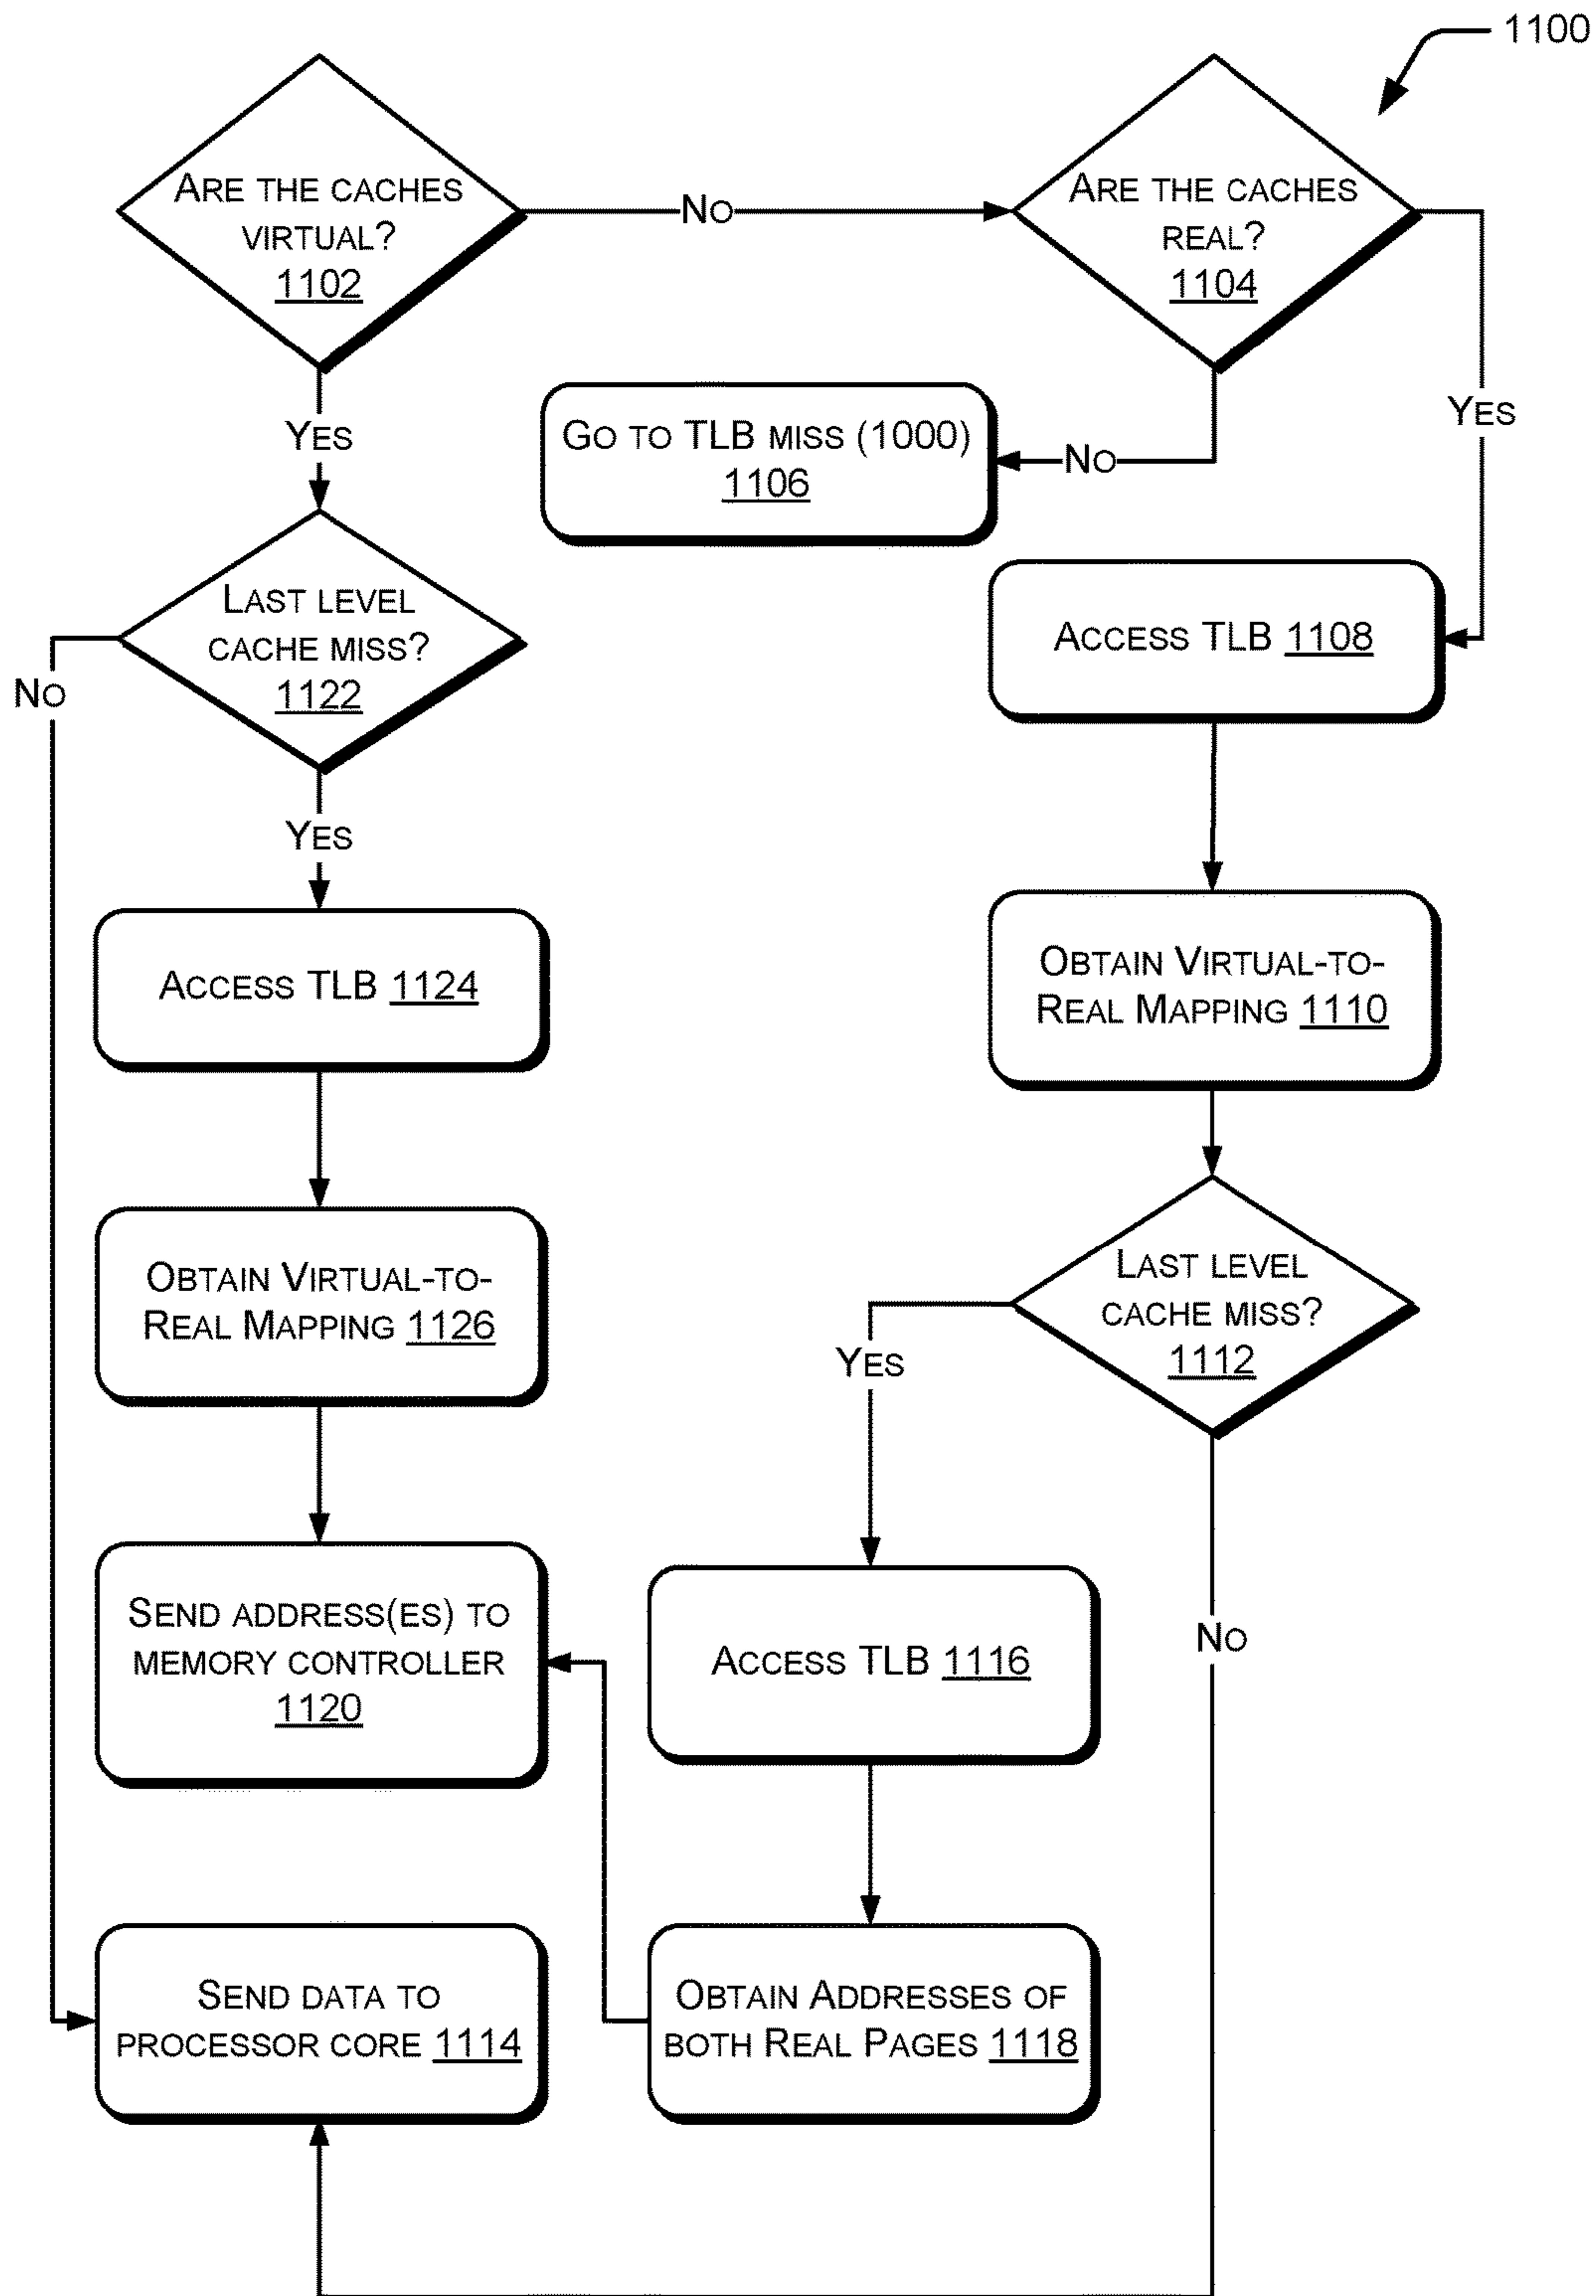 1100
ARE THE CACHES
VIRTUAL?
1102
NO
ARE THE CACHES
REAL?
1104
YES
GO TO TLB MISS (1000)
1106
NO
YES
LAST LEVEL
CACHE MISS?
1122
NO
ACCESS TLB 1108
YES
ACCESS TLB 1124
OBTAIN VIRTUAL-TO-
REAL MAPPING 1110
OBTAIN VIRTUAL-TO-
REAL MAPPING 1126
LAST LEVEL
CACHE MISS?
1112
YES
NO
SEND ADDRESS(ES) TO
MEMORY CONTROLLER
1120
ACCESS TLB 1116
SEND DATA TO
PROCESSOR CORE 1114
OBTAIN ADDRESSES OF
BOTH REAL PAGES 1118